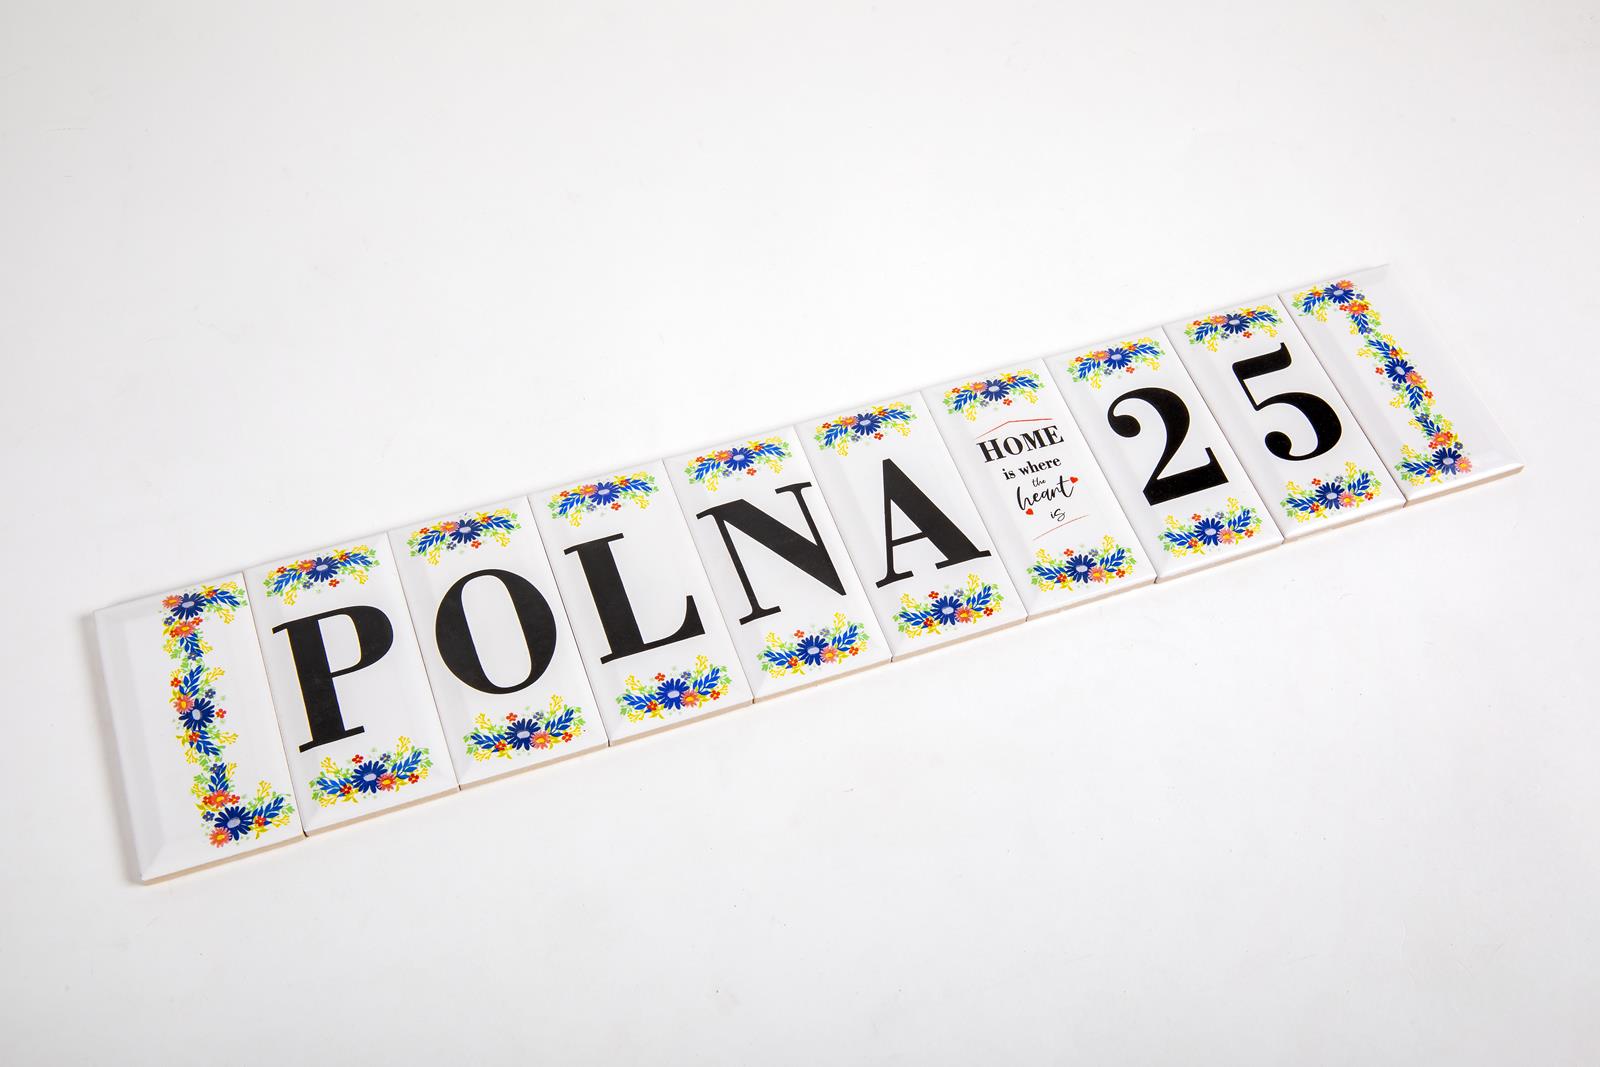 POLNA 25
HOME
is where
the
heart
is